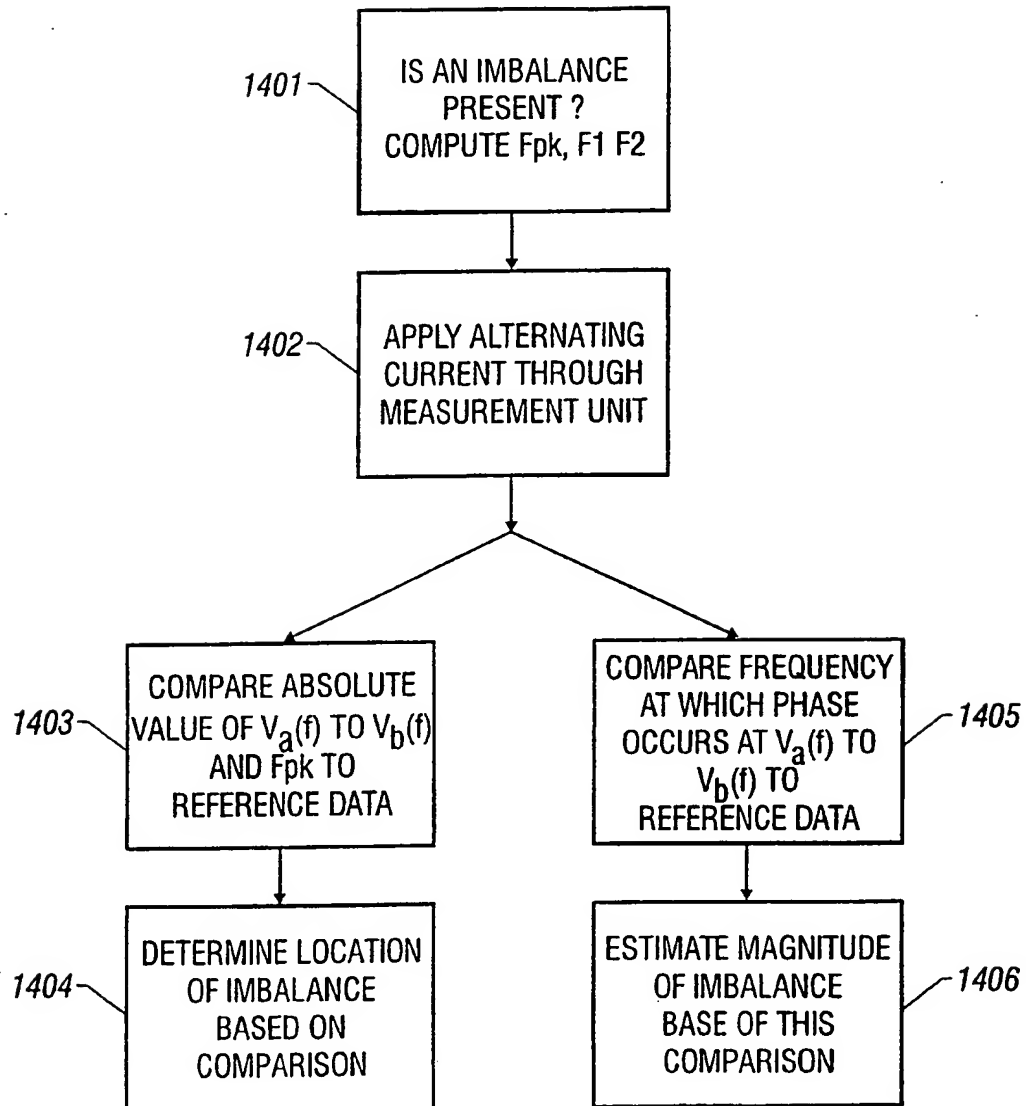 1401
IS AN IMBALANCE
PRESENT ?
COMPUTE Fpk, F1 F2
1402
APPLY ALTERNATING
CURRENT THROUGH
MEASUREMENT UNIT
1403
COMPARE ABSOLUTE
VALUE OF Va(f) TO Vb(f)
AND Fpk TO
REFERENCE DATA
COMPARE FREQUENCY
AT WHICH PHASE
OCCURS AT Va(f) TO
Vb(f) TO
REFERENCE DATA
1405
1404
DETERMINE LOCATION
OF IMBALANCE
BASED ON
COMPARISON
ESTIMATE MAGNITUDE
OF IMBALANCE
BASE OF THIS
COMPARISON
1406